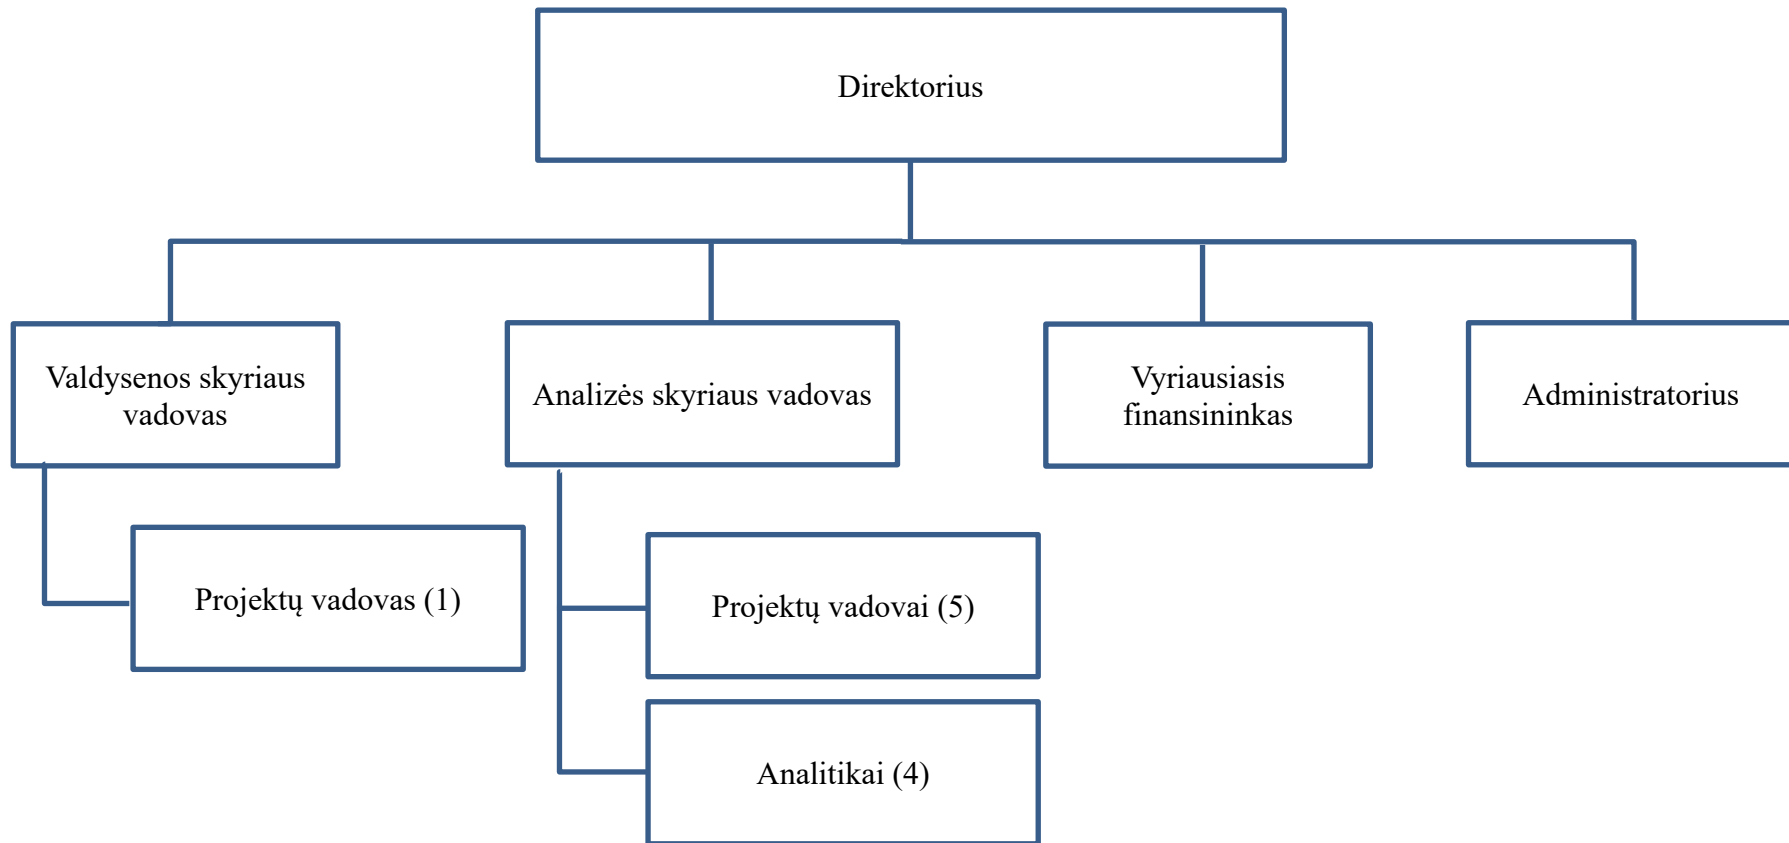 Direktorius
Valdysenos skyriaus
vadovas
Analizės skyriaus vadovas
Vyriausiasis
finansininkas
Administratorius
Projektų vadovas (1)
Projektų vadovai (5)
Analitikai (4)